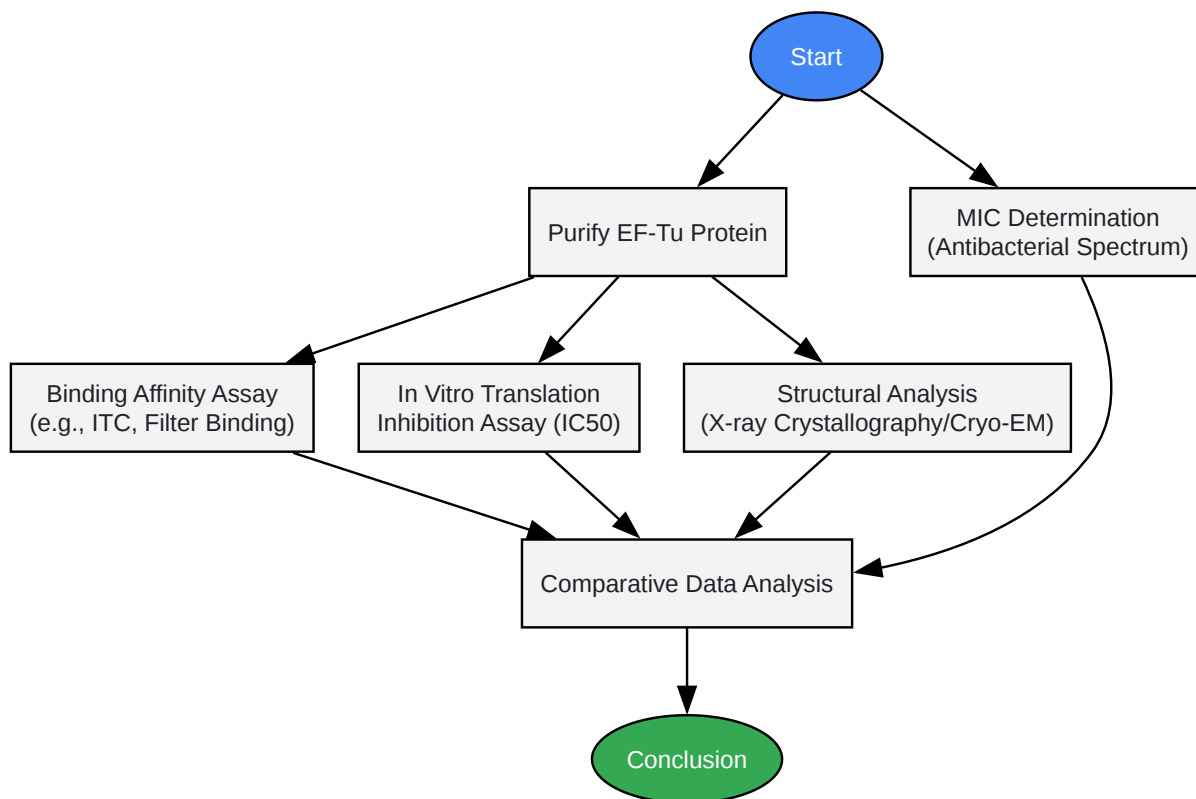 Start
Purify EF-Tu Protein
MIC Determination
(Antibacterial Spectrum)
Binding Affinity Assay
(e.g., ITC, Filter Binding)
In Vitro Translation
Inhibition Assay (IC50)
Structural Analysis
(X-ray Crystallography/Cryo-EM)
Comparative Data Analysis
Conclusion